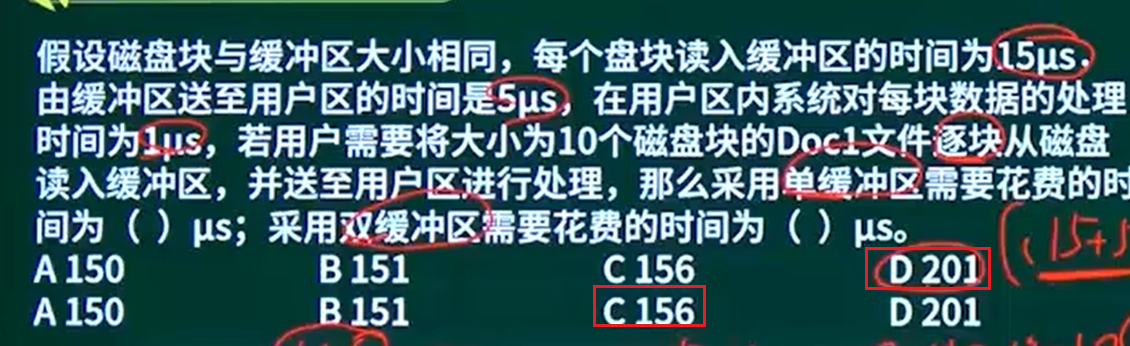 假设磁盘块与缓冲区大小相同，每个盘块读入缓冲区的时间为15μs.
由缓冲区送至用户区的时间是5μs，在用户区内系统对每块数据的处理
时间为1μs，若用户需要将大小为10个磁盘块的Doc1文件逐块从磁盘
读入缓冲区，并送至用户区进行处理，那么采用单缓冲区需要花费的时
间为（ ）μs；采用双缓冲区需要花费的时间为（ ）μs。
(15+
A 150 B 151 C 156 D 201
A 150 B 151 C 156 D 201